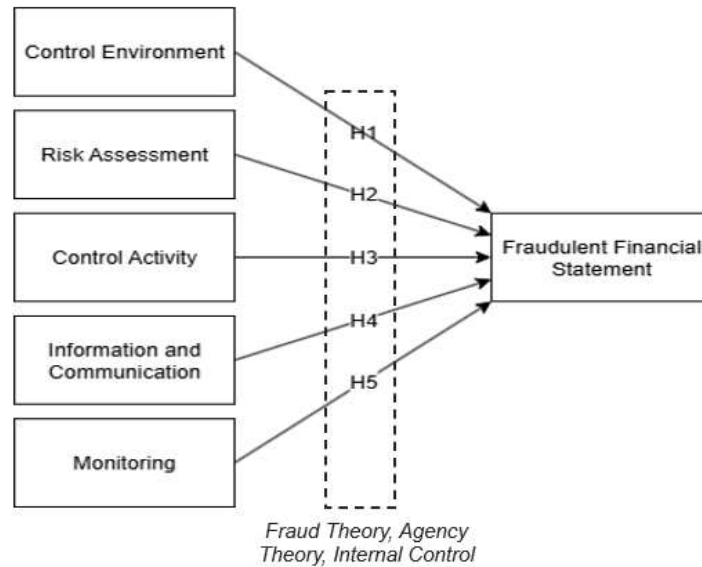 Control Environment
Risk Assessment
Control Activity
Information and
Communication
Monitoring
H1
H2
H3
H4
H5
Fraudulent Financial
Statement
Fraud Theory, Agency
Theory, Internal Control